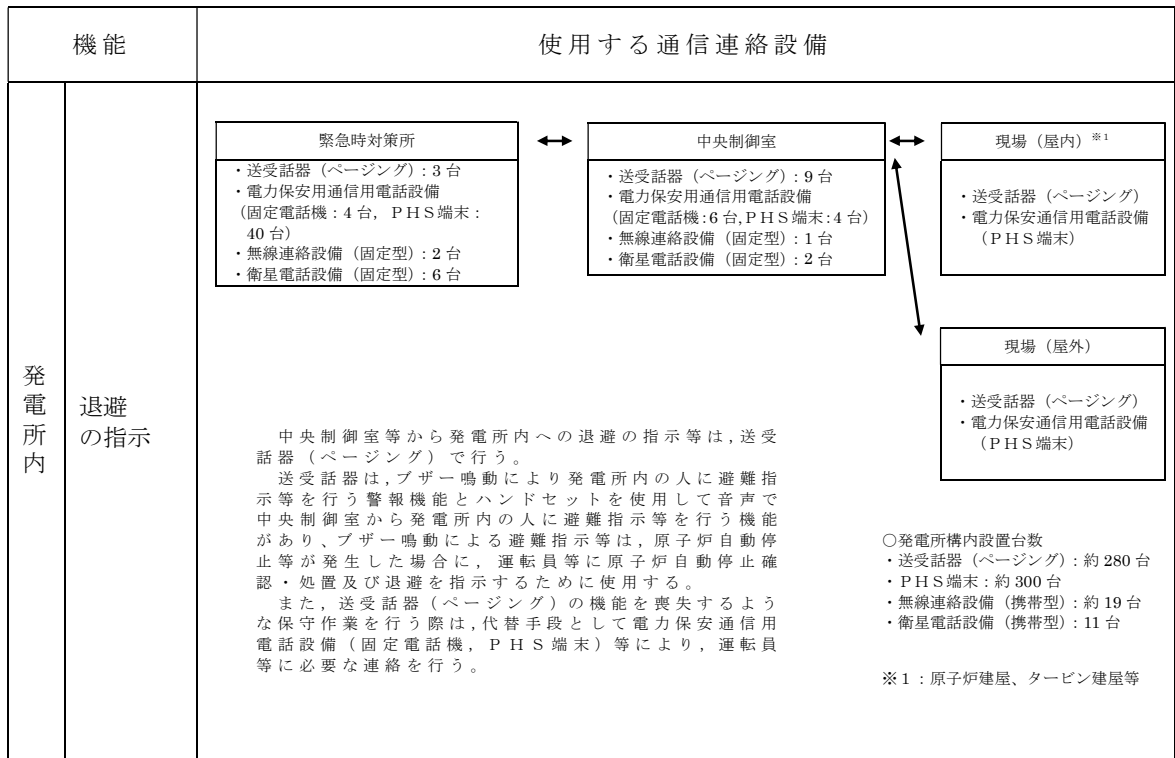 機能
使用する通信連絡設備
発電所内
退避
の指示
緊急時対策所
・送受話器（ページング）：3 台
・電力保安用通信用電話設備
（固定電話機：4 台，ＰＨＳ端末：
40 台）
・無線連絡設備（固定型）：2 台
・衛星電話設備（固定型）：6 台
中央制御室
・送受話器（ページング）：9 台
・電力保安用通信用電話設備
（固定電話機:6 台,ＰＨＳ端末:4 台）
・無線連絡設備（固定型）：1 台
・衛星電話設備（固定型）：2 台
現場（屋内）※1
・送受話器（ページング）
・電力保安通信用電話設備
（ＰＨＳ端末）
現場（屋外）
・送受話器（ページング）
・電力保安通信用電話設備
（ＰＨＳ端末）
中央制御室等から発電所内への退避の指示等は，送受
話器（ページング）で行う。
送受話器は，ブザー鳴動により発電所内の人に避難指
示等を行う警報機能とハンドセットを使用して音声で
中央制御室から発電所内の人に避難指示等を行う機能
があり、ブザー鳴動による避難指示等は，原子炉自動停
止等が発生した場合に，運転員等に原子炉自動停止確
認・処置及び退避を指示するために使用する。
また，送受話器（ページング）の機能を喪失するよう
な保守作業を行う際は，代替手段として電力保安通信用
電話設備（固定電話機，ＰＨＳ端末）等により，運転員
等に必要な連絡を行う。
○発電所構内設置台数
・送受話器（ページング）：約 280 台
・ＰＨＳ端末：約 300 台
・無線連絡設備（携帯型）：約 19 台
・衛星電話設備（携帯型）：11 台
※１：原子炉建屋、タービン建屋等